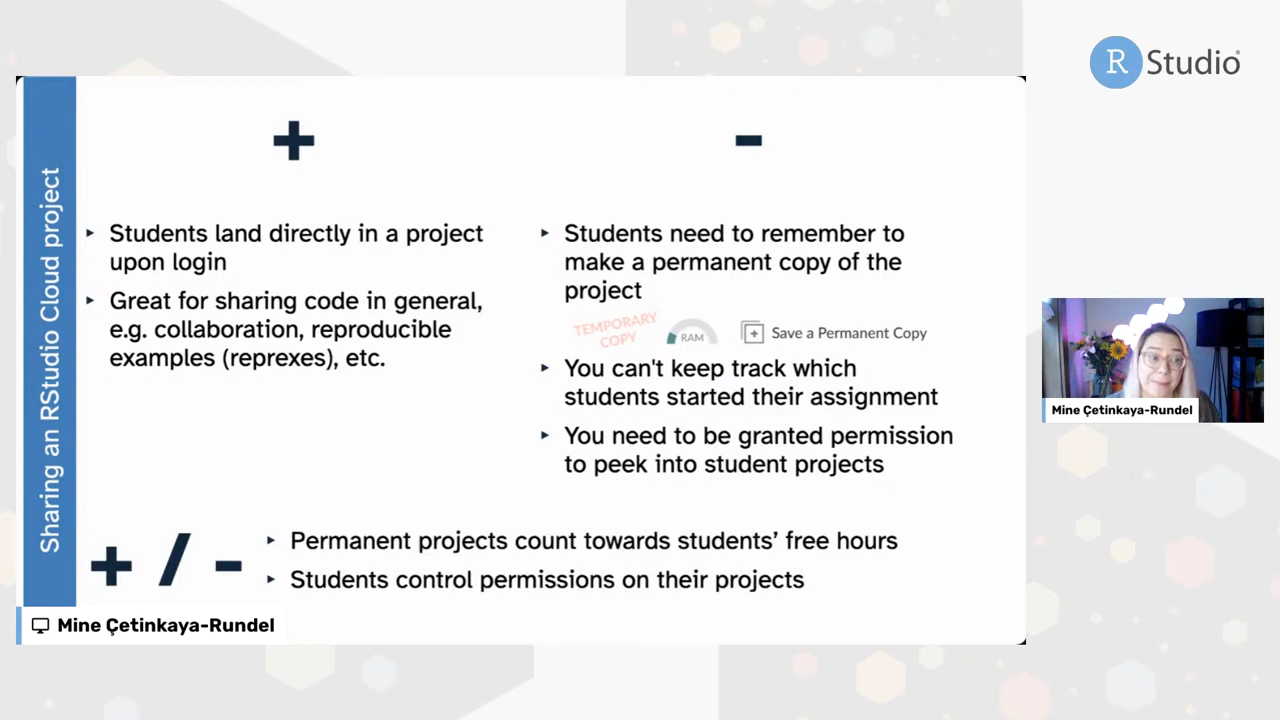 R Studio
Sharing an RStudio Cloud project
+
-
▸ Students land directly in a project
upon login
▸ Great for sharing code in general,
e.g. collaboration, reproducible
examples (reprexes), etc.
▸ Students need to remember to
make a permanent copy of the
project
TEMPORARY
COPY
RAM
Save a Permanent Copy
▸ You can't keep track which
students started their assignment
▸ You need to be granted permission
to peek into student projects
+ / -
▸ Permanent projects count towards students’ free hours
▸ Students control permissions on their projects
Mine Çetinkaya-Rundel
Mine Çetinkaya-Rundel